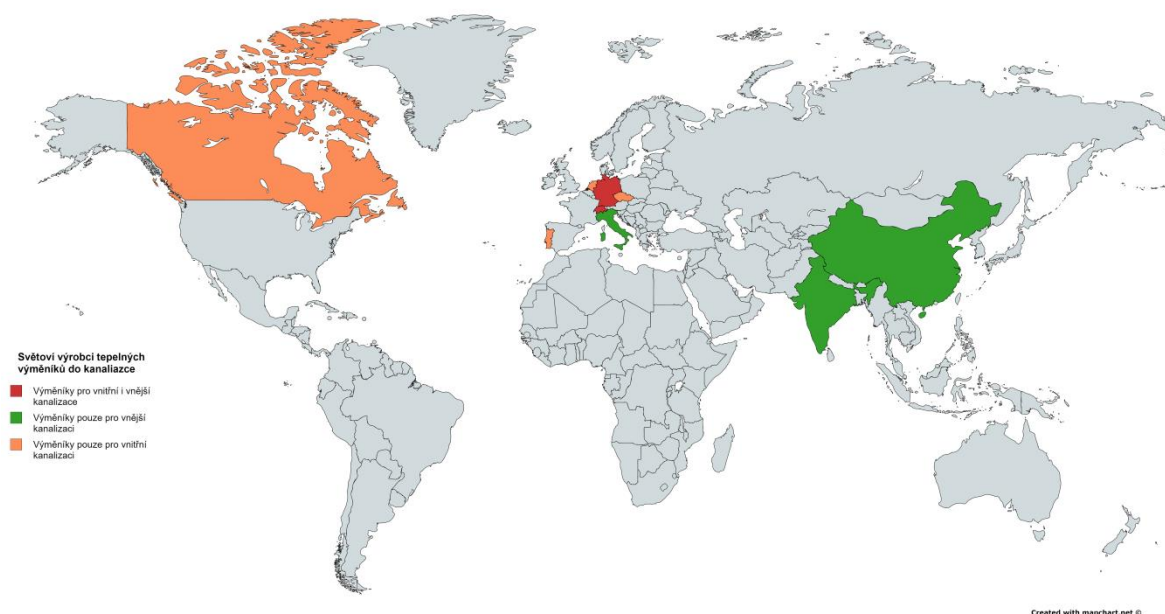 Světoví výrobci tepelných
výměníků do kanaliazce
Výměníky pro vnitřní i vnější
kanalizace
Výměníky pouze pro vnější
kanalizaci
Výměníky pouze pro vnitřní
kanalizaci
Created with mapchart.net ©